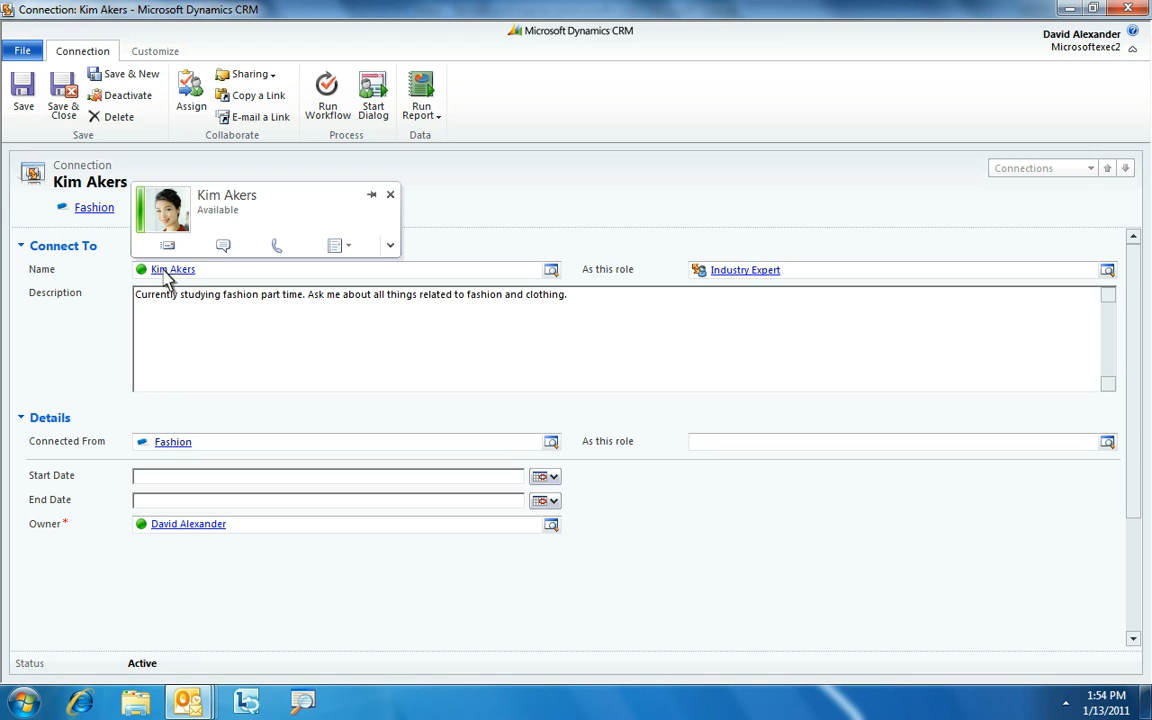 Connection: Kim Akers - Microsoft Dynamics CRM
Microsoft Dynamics CRM
David Alexander
Microsoftexec2
File
Connection
Customize
Save
Save & Close
Save & New
Deactivate
Delete
Save
Assign
Sharing
Copy a Link
E-mail a Link
Collaborate
Run Workflow
Start Dialog
Process
Run Report
Data
Connection
Kim Akers
Fashion
Connections
Kim Akers
Available
Connect To
Name
Kim Akers
As this role
Industry Expert
Description
Currently studying fashion part time. Ask me about all things related to fashion and clothing.
Details
Connected From
Fashion
As this role
Start Date
End Date
Owner*
David Alexander
Status
Active
1:54 PM
1/13/2011